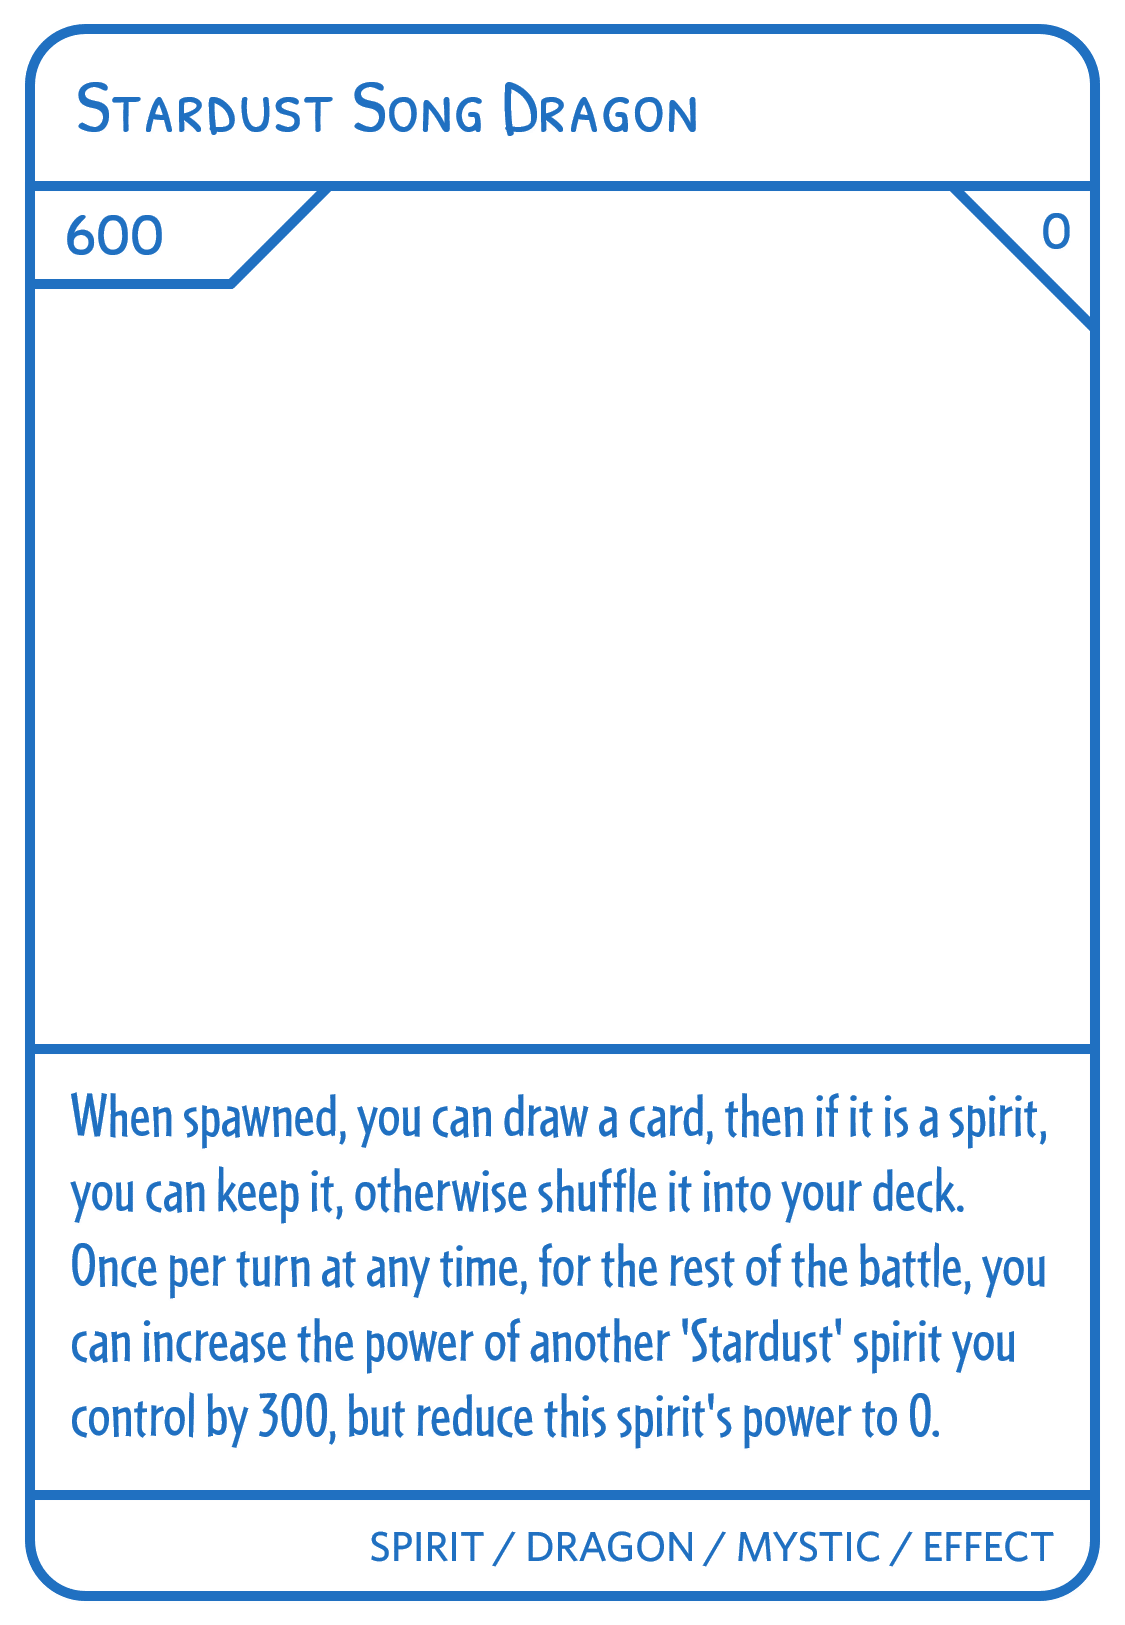 Stardust Song Dragon
600
0
When spawned, you can draw a card, then if it is a spirit,
you can keep it, otherwise shuffle it into your deck.
Once per turn at any time, for the rest of the battle, you
can increase the power of another 'Stardust' spirit you
control by 300, but reduce this spirit's power to 0.
SPIRIT / DRAGON / MYSTIC / EFFECT